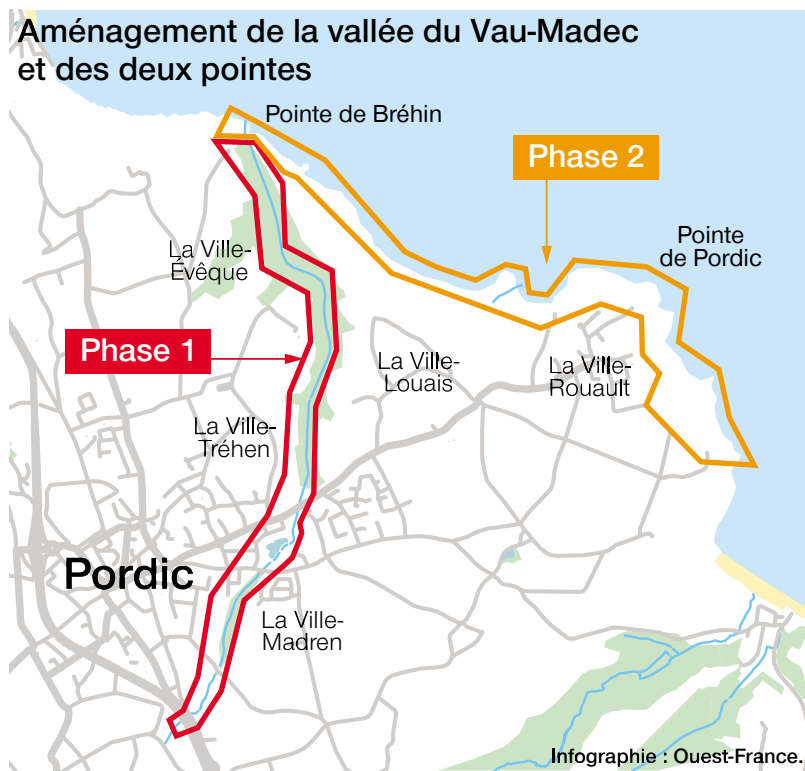 Aménagement de la vallée du Vau-Madec
et des deux pointes
Pointe de Bréhin
Phase 2
Pointe
de Pordic
La Ville-
Évêque
Phase 1
La Ville-
Louais
La Ville-
Rouault
La Ville-
Tréhen
Pordic
La Ville-
Madren
Infographie : Ouest-France.